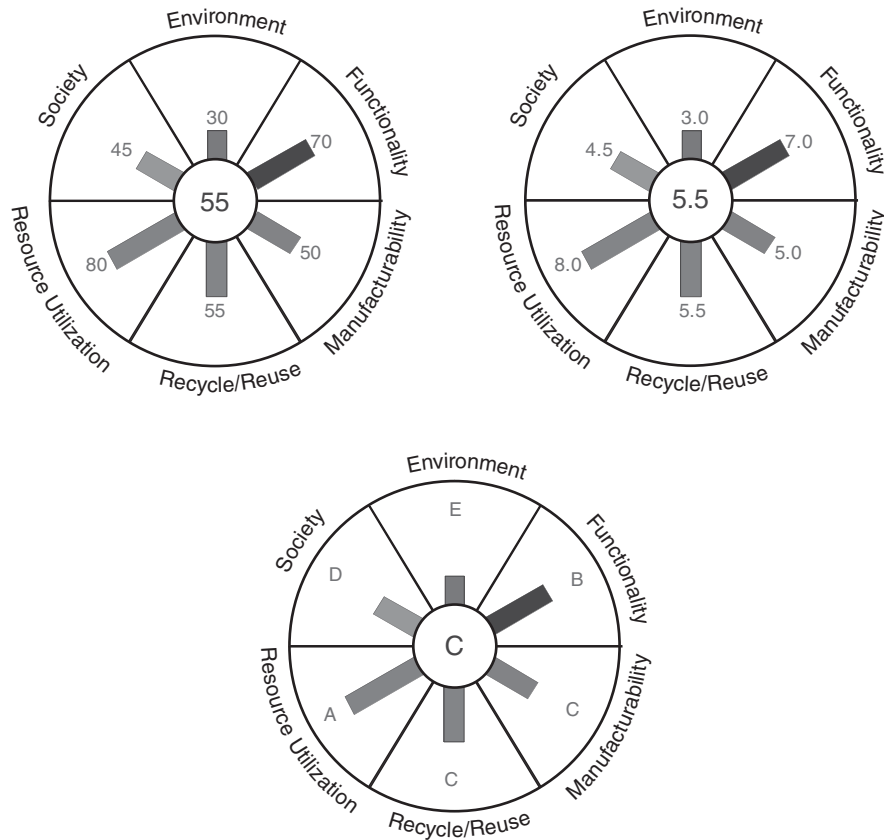 Environment
Functionality
Manufacturability
Recycle/Reuse
Resource Utilization
Society
30
70
50
55
80
45
55
Environment
Functionality
Manufacturability
Recycle/Reuse
Resource Utilization
Society
3.0
7.0
5.0
5.5
8.0
4.5
5.5
Environment
Functionality
Manufacturability
Recycle/Reuse
Resource Utilization
Society
E
B
C
C
A
D
C